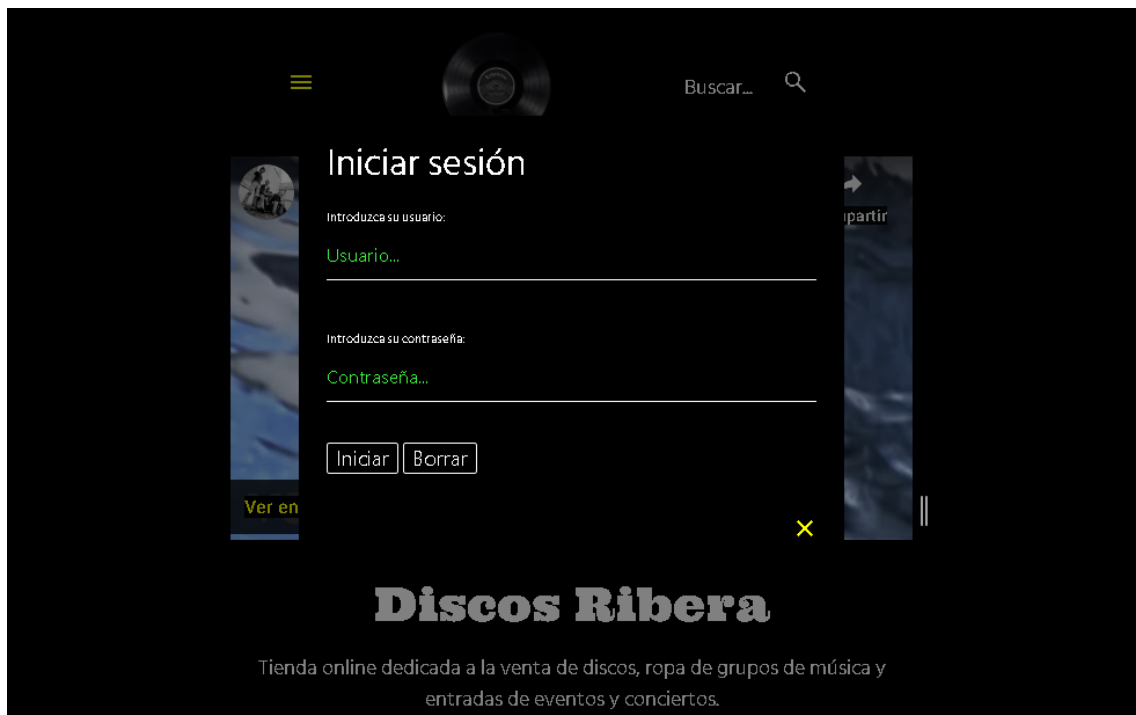 Buscar...
Iniciar sesión
Introduzca su usuario:
partir
Usuario...
Introduzca su contraseña:
Contraseña...
Iniciar Borrar
Ver en
Discos Ribera
Tienda online dedicada a la venta de discos, ropa de grupos de música y
entradas de eventos y conciertos.